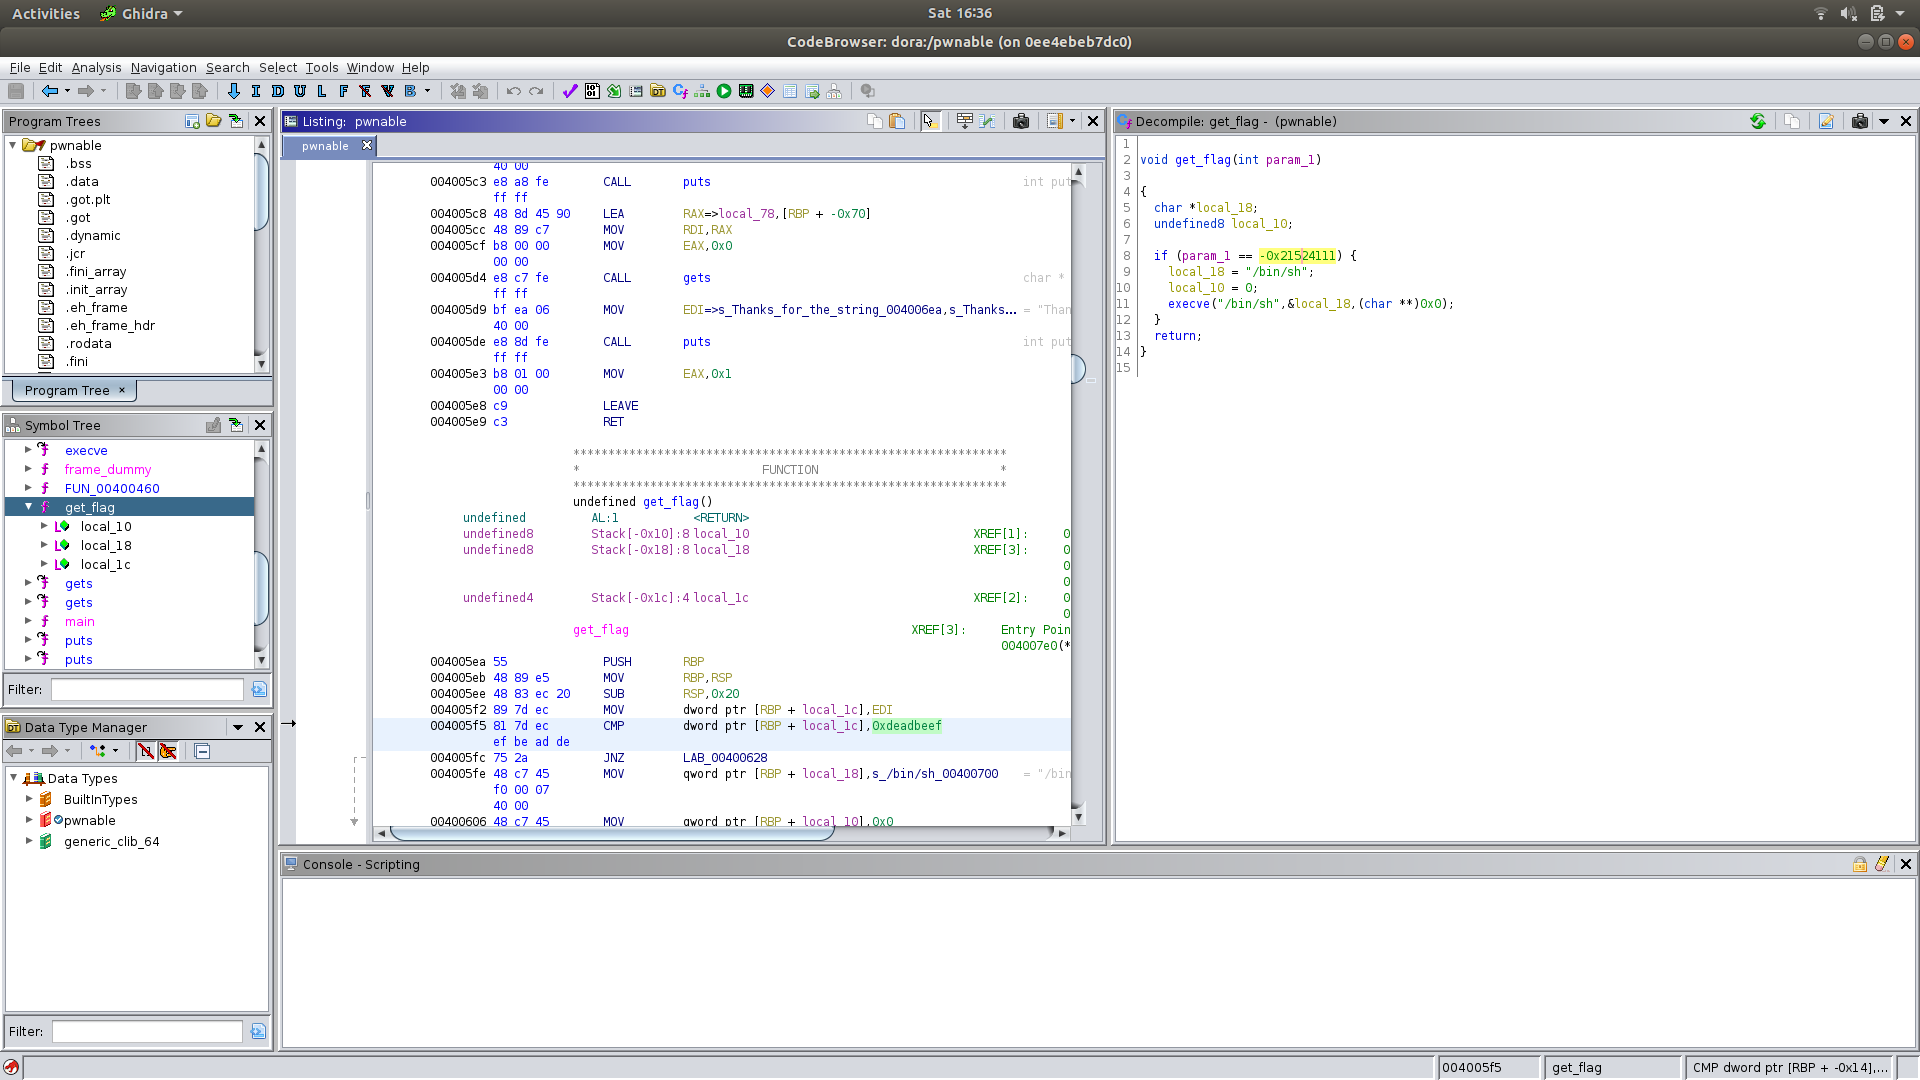 Activities Ghidra Sat 16:36
CodeBrowser: dora:/pwnable (on 0ee4ebeb7dc0)
File Edit Analysis Navigation Search Select Tools Window Help
I D U L F B
Program Trees
pwnable
.bss
.data
.got.plt
.got
.dynamic
.jcr
.fini_array
.init_array
.eh_frame
.eh_frame_hdr
.rodata
.fini
Program Tree ×
Symbol Tree
execve
frame_dummy
FUN_00400460
get_flag
local_10
local_18
local_1c
gets
gets
main
puts
puts
Filter:
Data Type Manager
Data Types
BuiltInTypes
pwnable
generic_clib_64
Filter:
Listing: pwnable
pwnable
40 00
004005c3 e8 a8 fe CALL puts int put
ff ff
004005c8 48 8d 45 90 LEA RAX=>local_78,[RBP + -0x70]
004005cc 48 89 c7 MOV RDI,RAX
004005cf b8 00 00 MOV EAX,0x0
00 00
004005d4 e8 c7 fe CALL gets char *
ff ff
004005d9 bf ea 06 MOV EDI=>s_Thanks_for_the_string_004006ea,s_Thanks... = "Than
40 00
004005de e8 8d fe CALL puts int put
ff ff
004005e3 b8 01 00 MOV EAX,0x1
00 00
004005e8 c9 LEAVE
004005e9 c3 RET
**************************************************************
* FUNCTION *
**************************************************************
undefined get_flag()
undefined AL:1 <RETURN>
undefined8 Stack[-0x10]:8 local_10 XREF[1]: 0
undefined8 Stack[-0x18]:8 local_18 XREF[3]: 0
0
0
undefined4 Stack[-0x1c]:4 local_1c XREF[2]: 0
0
get_flag XREF[3]: Entry Poin
004007e0(*
004005ea 55 PUSH RBP
004005eb 48 89 e5 MOV RBP,RSP
004005ee 48 83 ec 20 SUB RSP,0x20
004005f2 89 7d ec MOV dword ptr [RBP + local_1c],EDI
004005f5 81 7d ec CMP dword ptr [RBP + local_1c],0xdeadbeef
ef be ad de
004005fc 75 2a JNZ LAB_00400628
004005fe 48 c7 45 MOV qword ptr [RBP + local_18],s_/bin/sh_00400700 = "/bin
f0 00 07
40 00
00400606 48 c7 45 MOV qword ptr [RBP + local_10],0x0
Decompile: get_flag - (pwnable)
1
2 void get_flag(int param_1)
3
4 {
5 char *local_18;
6 undefined8 local_10;
7
8 if (param_1 == -0x21524111) {
9 local_18 = "/bin/sh";
10 local_10 = 0;
11 execve("/bin/sh",&local_18,(char **)0x0);
12 }
13 return;
14 }
15
Console - Scripting
004005f5 get_flag CMP dword ptr [RBP + -0x14],...